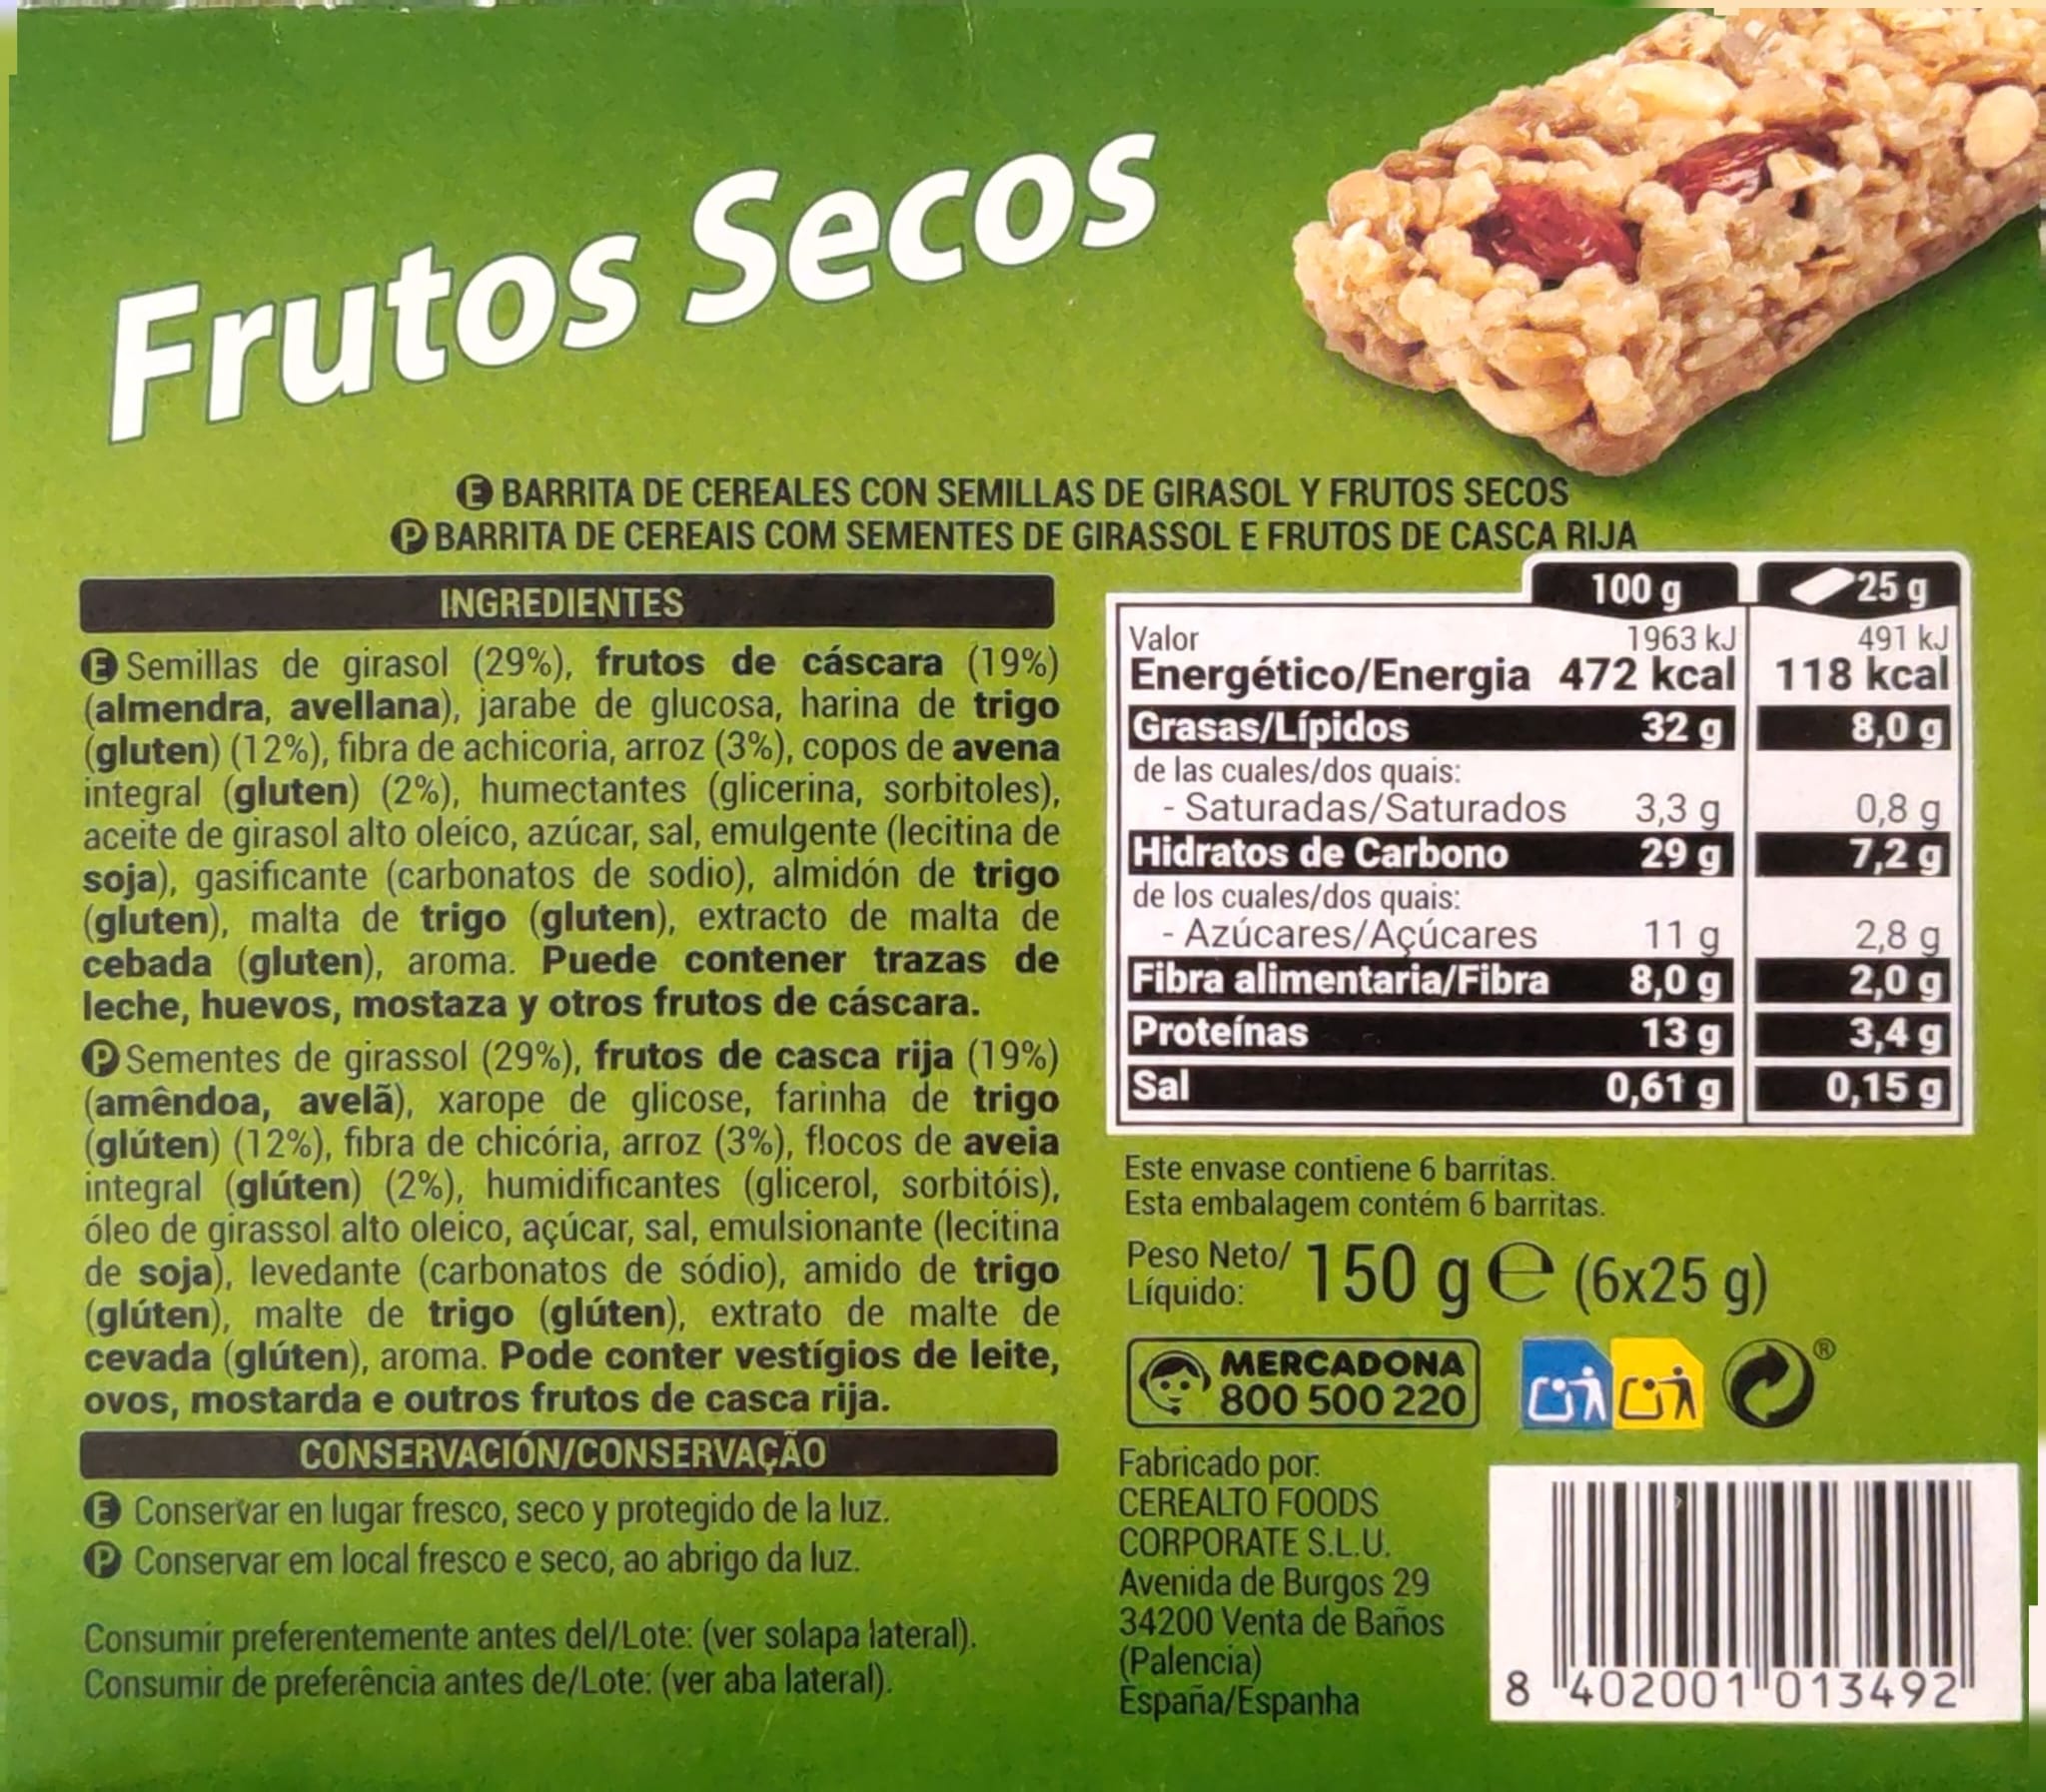 Frutos Secos
E BARRITA DE CEREALES CON SEMILLAS DE GIRASOL Y FRUTOS SECOS
P BARRITA DE CEREAIS COM SEMENTES DE GIRASSOL E FRUTOS DE CASCA RIJA
INGREDIENTES
E Semillas de girasol (29%), frutos de cáscara (19%)
(almendra, avellana), jarabe de glucosa, harina de trigo
(gluten) (12%), fibra de achicoria, arroz (3%), copos de avena
integral (gluten) (2%), humectantes (glicerina, sorbitoles),
aceite de girasol alto oleíco, azúcar, sal, emulgente (lecitina de
soja), gasificante (carbonatos de sodio), almidón de trigo
(gluten), malta de trigo (gluten), extracto de malta de
cebada (gluten), aroma. Puede contener trazas de
leche, huevos, mostaza y otros frutos de cáscara.
P Sementes de girassol (29%), frutos de casca rija (19%)
(amêndoa, avelã), xarope de glicose, farinha de trigo
(glúten) (12%), fibra de chicória, arroz (3%), flocos de aveia
integral (glúten) (2%), humidificantes (glicerol, sorbitóis),
óleo de girassol alto oleico, açúcar, sal, emulsionante (lecitina
de soja), levedante (carbonatos de sódio), amido de trigo
(glúten), malte de trigo (glúten), extrato de malte de
cevada (glúten), aroma. Pode conter vestígios de leite,
ovos, mostarda e outros frutos de casca rija.
CONSERVACIÓN/CONSERVAÇÃO
E Conservar en lugar fresco, seco y protegido de la luz.
P Conservar em local fresco e seco, ao abrigo da luz.
Consumir preferentemente antes del/Lote: (ver solapa lateral).
Consumir de preferência antes de/Lote: (ver aba lateral).
100 g 25 g
Valor 1963 kJ 491 kJ
Energético/Energia 472 kcal 118 kcal
Grasas/Lípidos 32 g 8,0 g
de las cuales/dos quais:
- Saturadas/Saturados 3,3 g 0,8 g
Hidratos de Carbono 29 g 7,2 g
de los cuales/dos quais:
- Azúcares/Açúcares 11 g 2,8 g
Fibra alimentaria/Fibra 8,0 g 2,0 g
Proteínas 13 g 3,4 g
Sal 0,61 g 0,15 g
Este envase contiene 6 barritas.
Esta embalagem contém 6 barritas.
Peso Neto/
Líquido: 150 g e (6x25 g)
MERCADONA
800 500 220
®
Fabricado por:
CEREALTO FOODS
CORPORATE S.L.U.
Avenida de Burgos 29
34200 Venta de Baños
(Palencia)
España/Espanha
8 402001 013492